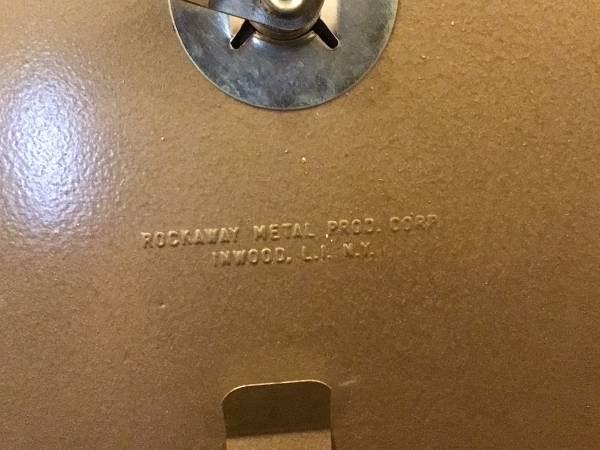 ROCKAWAY METAL PROD. CORP.
INWOOD, L.I. N.Y.